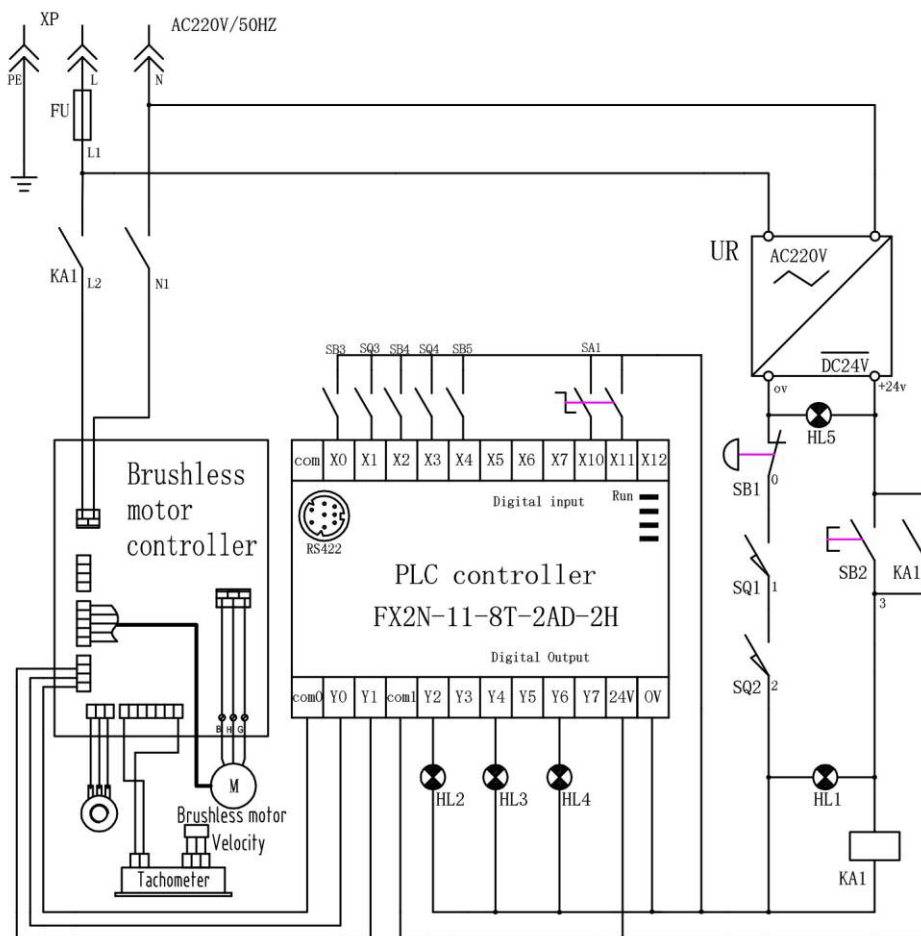 XP
AC220V/50HZ
PE
L
N
FU
L1
KA1
L2
N1
UR
AC220V
DC24V
ov
+24v
HL5
SB3
SQ3
SB4
SQ4
SB5
SA1
com X0 X1 X2 X3 X4 X5 X6 X7 X10 X11 X12
Digital input
Run
RS422
PLC controller
FX2N-11-8T-2AD-2H
Digital Output
com0 Y0 Y1 com1 Y2 Y3 Y4 Y5 Y6 Y7 24V 0V
Brushless
motor
controller
SB1
0
SQ1
1
SQ2
2
SB2
KA1
3
HL2
HL3
HL4
HL1
KA1
B H G
M
Brushless motor
Velocity
Tachometer